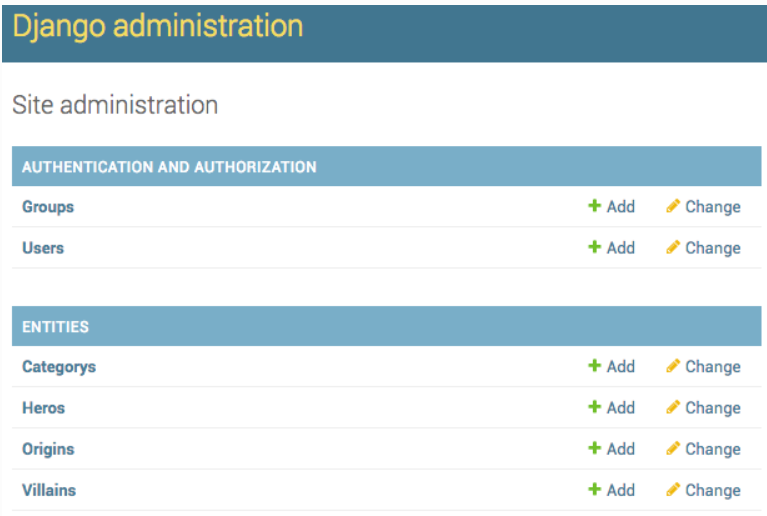 Django administration
Site administration
AUTHENTICATION AND AUTHORIZATION
Groups Add Change
Users Add Change
ENTITIES
Categorys Add Change
Heros Add Change
Origins Add Change
Villains Add Change